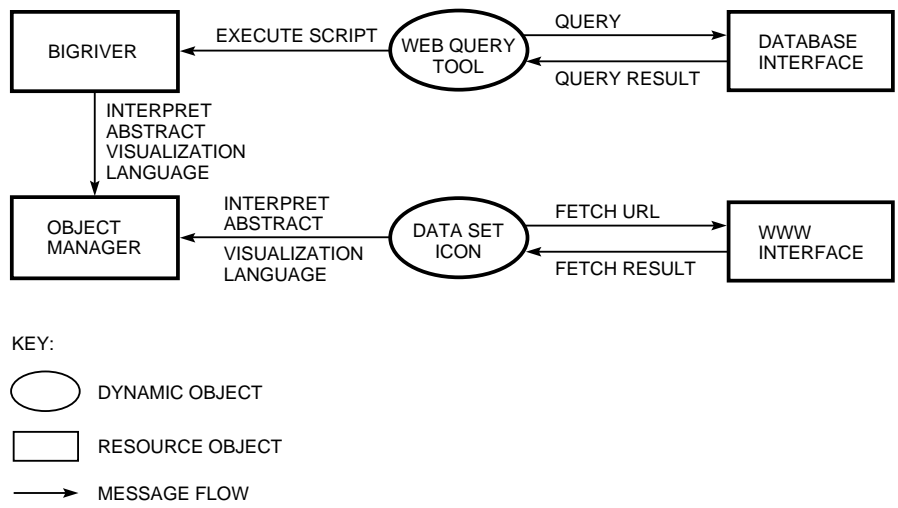 BIGRIVER
EXECUTE SCRIPT
WEB QUERY
TOOL
QUERY
QUERY RESULT
DATABASE
INTERFACE
INTERPRET
ABSTRACT
VISUALIZATION
LANGUAGE
OBJECT
MANAGER
INTERPRET
ABSTRACT
VISUALIZATION
LANGUAGE
DATA SET
ICON
FETCH URL
FETCH RESULT
WWW
INTERFACE
KEY:
DYNAMIC OBJECT
RESOURCE OBJECT
MESSAGE FLOW